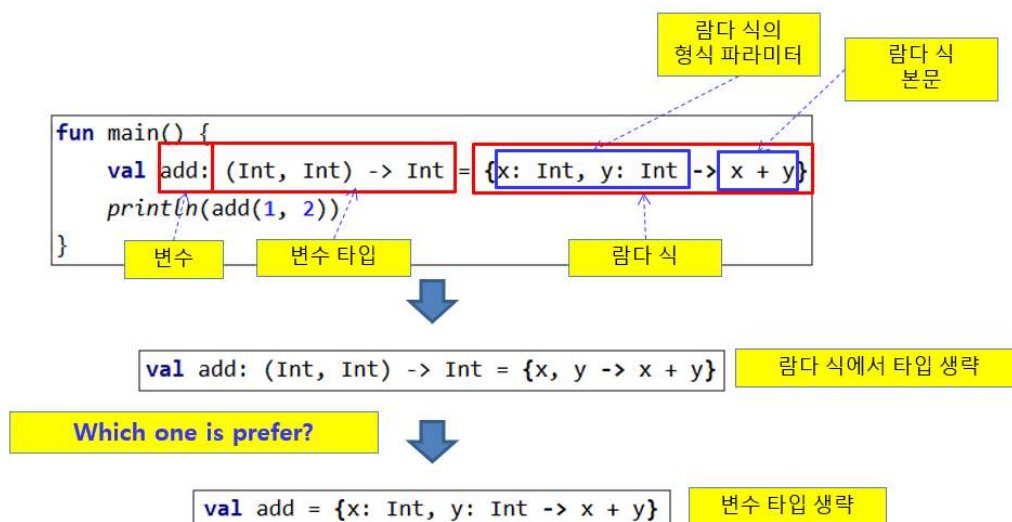 람다 식의
형식 파라미터
람다 식
본문
fun main() {
val add: (Int, Int) -> Int = {x: Int, y: Int -> x + y}
println(add(1, 2))
}
변수
변수 타입
람다 식
val add: (Int, Int) -> Int = {x, y -> x + y}
람다 식에서 타입 생략
Which one is prefer?
val add = {x: Int, y: Int -> x + y}
변수 타입 생략